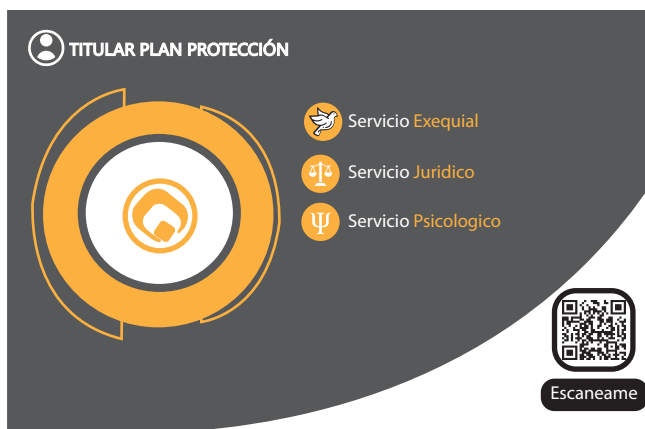 TITULAR PLAN PROTECCIÓN
Servicio Exequial
Servicio Juridico
Servicio Psicologico
Escaneame